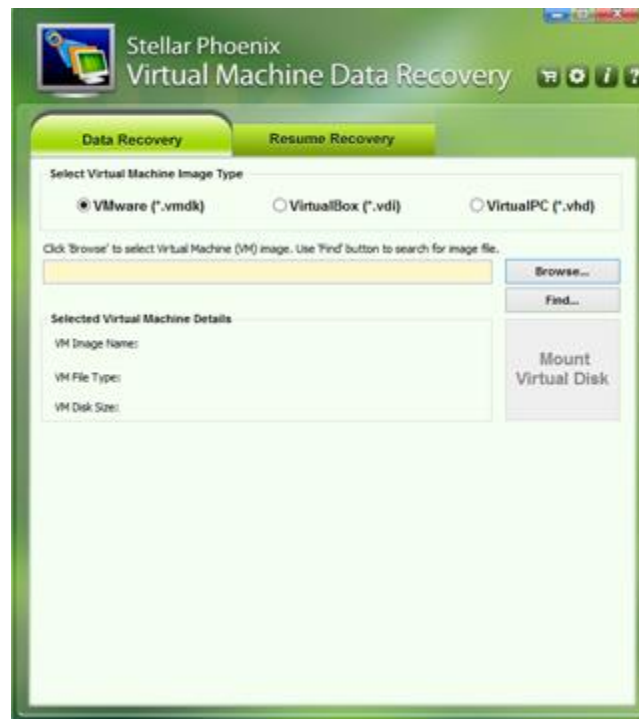 Stellar Phoenix
Virtual Machine Data Recovery
i ?
Data Recovery Resume Recovery
Select Virtual Machine Image Type
VMware (*.vmdk) VirtualBox (*.vdi) VirtualPC (*.vhd)
Click 'Browse' to select Virtual Machine (VM) image. Use 'Find' button to search for image file.
Browse...
Find...
Selected Virtual Machine Details
VM Image Name:
VM File Type:
VM Disk Size:
Mount
Virtual Disk